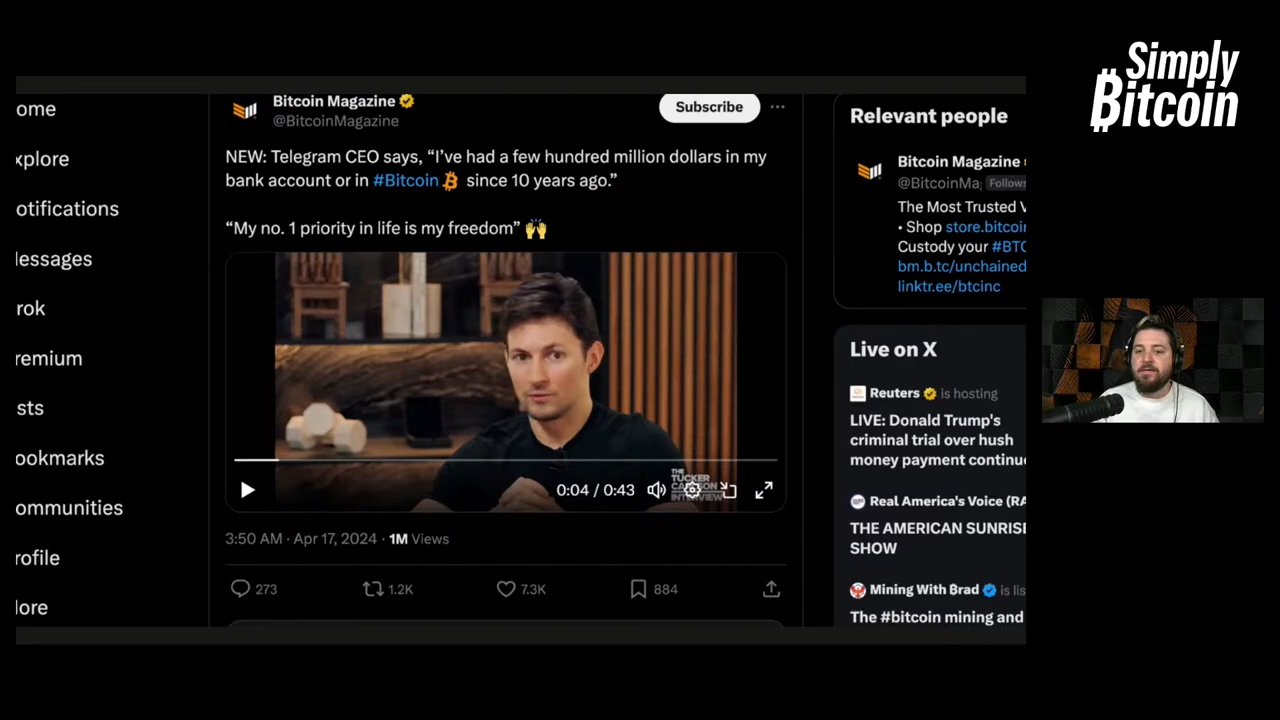 Simply
Bitcoin
ome
xplore
otifications
lessages
rok
remium
sts
ookmarks
ommunities
rofile
lore
Bitcoin Magazine
@BitcoinMagazine
Subscribe
NEW: Telegram CEO says, “I’ve had a few hundred million dollars in my
bank account or in #Bitcoin since 10 years ago.”
“My no. 1 priority in life is my freedom” 🙌
0:04 / 0:43
THE
TUCKER
CARLSON
INTERVIEW
3:50 AM · Apr 17, 2024 · 1M Views
273
1.2K
7.3K
884
Relevant people
Bitcoin Magazine
@BitcoinMa
Follows
The Most Trusted V
• Shop store.bitcoin
Custody your #BTC
bm.b.tc/unchained
linktr.ee/btcinc
Live on X
Reuters is hosting
LIVE: Donald Trump's
criminal trial over hush
money payment continue
Real America's Voice (RA
THE AMERICAN SUNRISE
SHOW
Mining With Brad is lis
The #bitcoin mining and